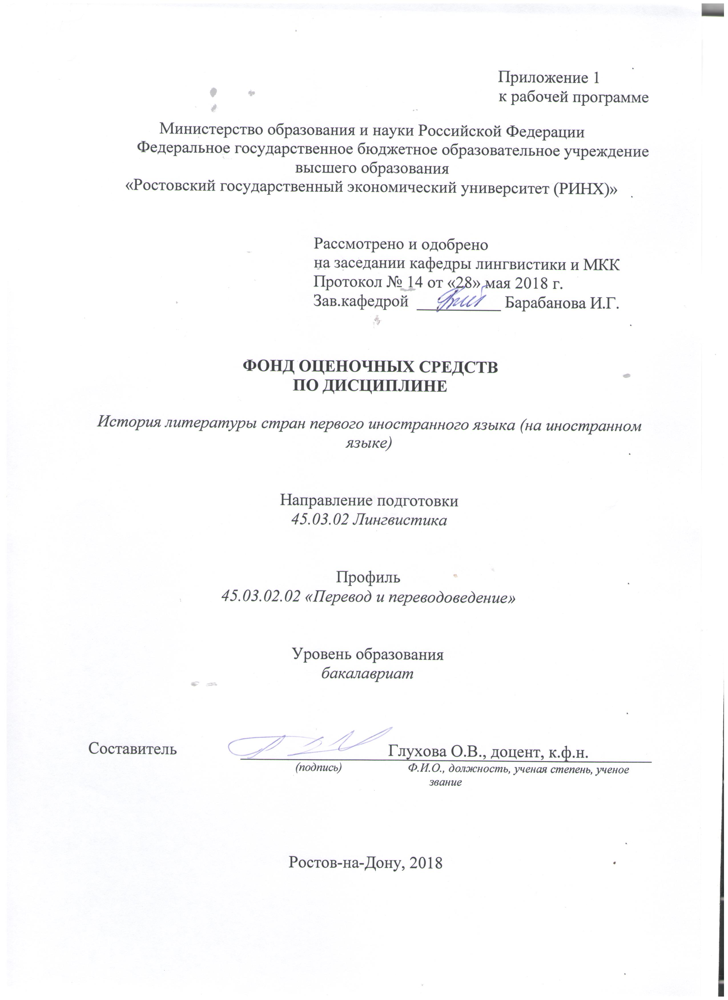 Приложение 1
к рабочей программе
Министерство образования и науки Российской Федерации
Федеральное государственное бюджетное образовательное учреждение
высшего образования
«Ростовский государственный экономический университет (РИНХ)»
Рассмотрено и одобрено
на заседании кафедры лингвистики и МКК
Протокол № 14 от «28» мая 2018 г.
Зав.кафедрой Барабанова И.Г.
ФОНД ОЦЕНОЧНЫХ СРЕДСТВ
ПО ДИСЦИПЛИНЕ
История литературы стран первого иностранного языка (на иностранном
языке)
Направление подготовки
45.03.02 Лингвистика
Профиль
45.03.02.02 «Перевод и переводоведение»
Уровень образования
бакалавриат
Составитель Глухова О.В., доцент, к.ф.н.
(подпись) Ф.И.О., должность, ученая степень, ученое
звание
Ростов-на-Дону, 2018